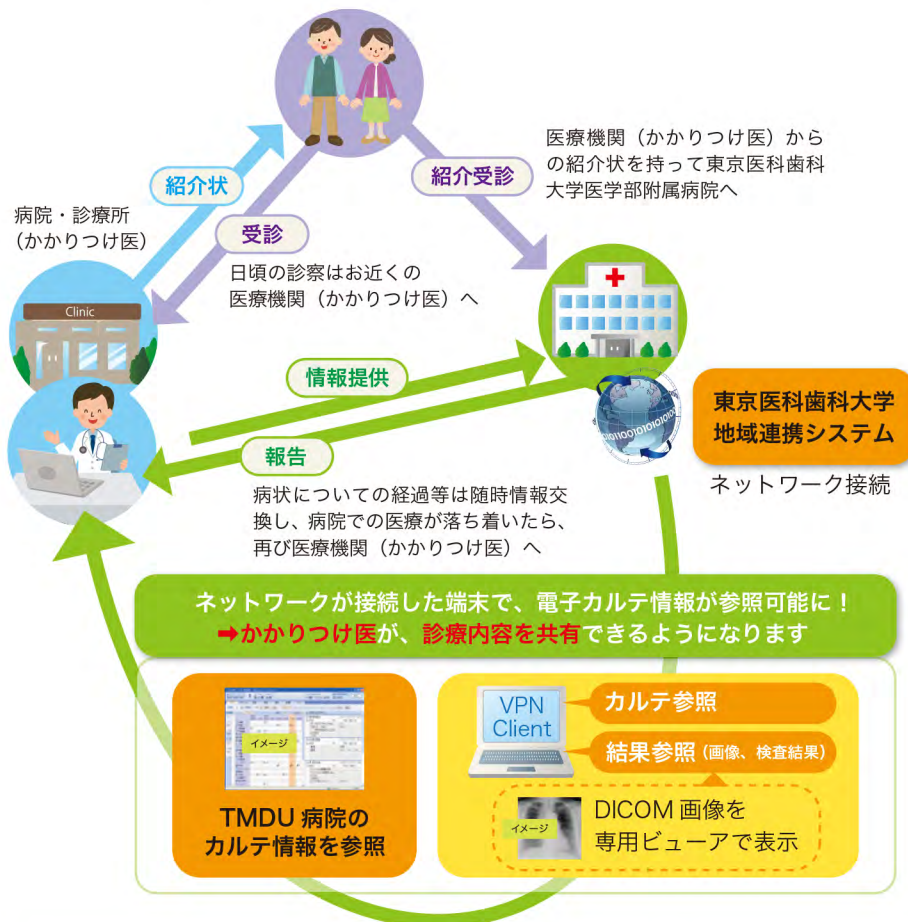 医療機関（かかりつけ医）から
の紹介状を持って東京医科歯科
大学医学部附属病院へ
紹介状
紹介受診
病院・診療所
（かかりつけ医）
受診
日頃の診察はお近くの
医療機関（かかりつけ医）へ
Clinic
情報提供
東京医科歯科大学
地域連携システム
ネットワーク接続
報告
病状についての経過等は随時情報交
換し、病院での医療が落ち着いたら、
再び医療機関（かかりつけ医）へ
ネットワークが接続した端末で、電子カルテ情報が参照可能に！
➡かかりつけ医が、診療内容を共有できるようになります
イメージ
TMDU 病院の
カルテ情報を参照
VPN
Client
カルテ参照
結果参照（画像、検査結果）
イメージ
DICOM 画像を
専用ビューアで表示